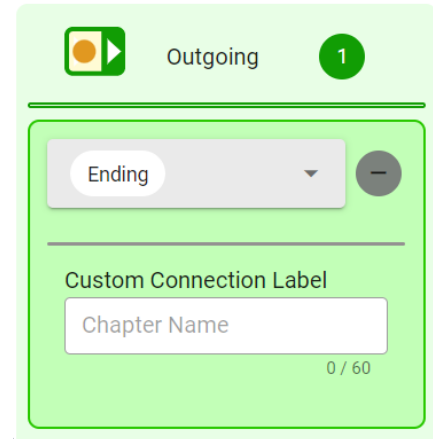 Outgoing 1
Ending
Custom Connection Label
Chapter Name
0 / 60